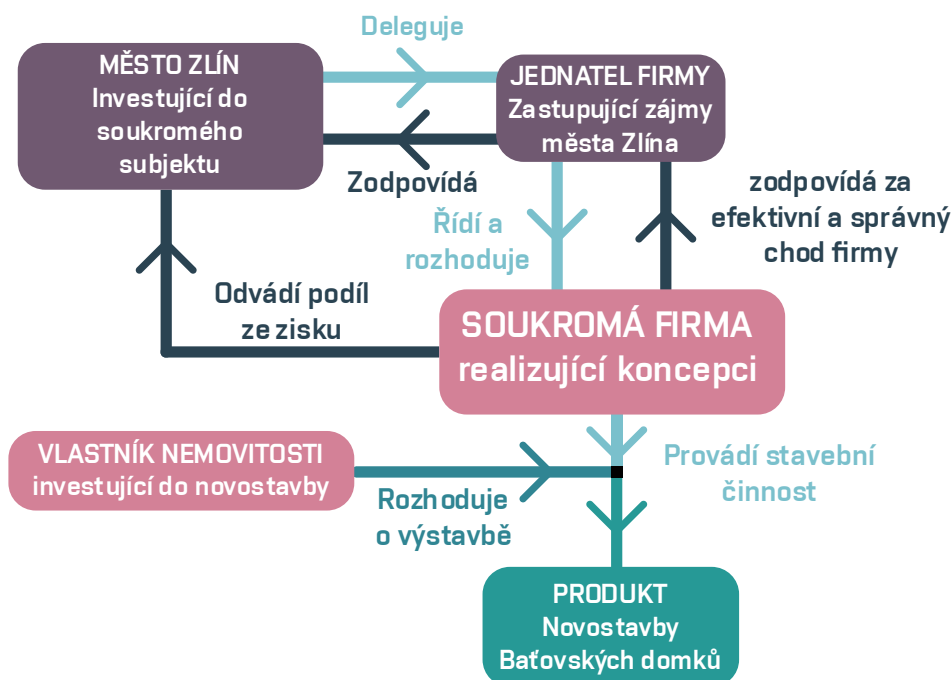 Deleguje
MĚSTO ZLÍN
Investující do
soukromého
subjektu
JEDNATEL FIRMY
Zastupující zájmy
města Zlína
Zodpovídá
Řídí a
rozhoduje
zodpovídá za
efektivní a správný
chod firmy
Odvádí podíl
ze zisku
SOUKROMÁ FIRMA
realizující koncepci
VLASTNÍK NEMOVITOSTI
investující do novostavby
Rozhoduje
o výstavbě
Provádí stavební
činnost
PRODUKT
Novostavby
Baťovských domků